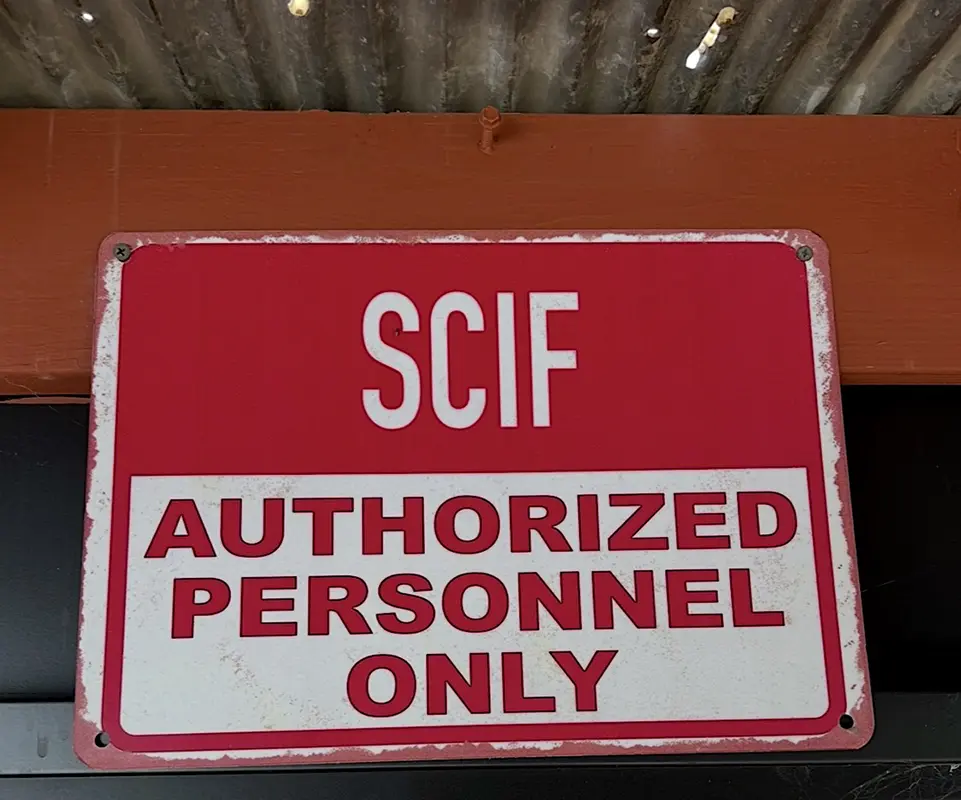 SCIF
AUTHORIZED
PERSONNEL
ONLY